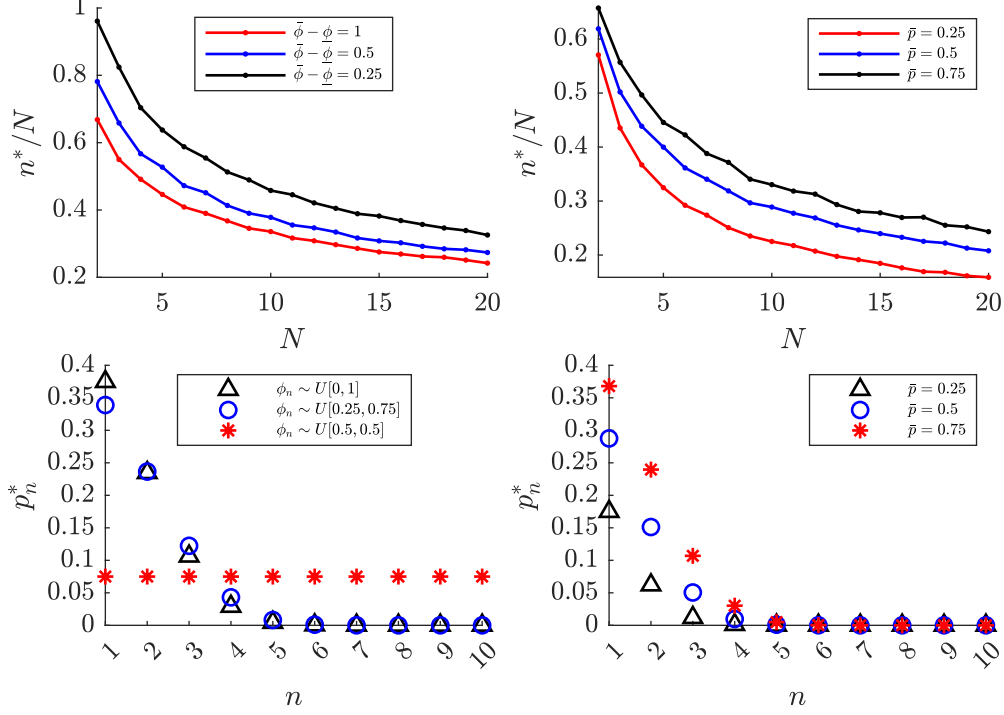 1
0.8
0.6
0.4
0.2
n*/N
5
10
15
20
N
ϕ̄ − ϕ̲ = 1
ϕ̄ − ϕ̲ = 0.5
ϕ̄ − ϕ̲ = 0.25
0.6
0.5
0.4
0.3
0.2
n*/N
5
10
15
20
N
p̄ = 0.25
p̄ = 0.5
p̄ = 0.75
0.4
0.35
0.3
0.25
0.2
0.15
0.1
0.05
0
p*ₙ
1 2 3 4 5 6 7 8 9 10
n
ϕₙ ∼ U[0, 1]
ϕₙ ∼ U[0.25, 0.75]
ϕₙ ∼ U[0.5, 0.5]
0.4
0.35
0.3
0.25
0.2
0.15
0.1
0.05
0
p*ₙ
1 2 3 4 5 6 7 8 9 10
n
p̄ = 0.25
p̄ = 0.5
p̄ = 0.75